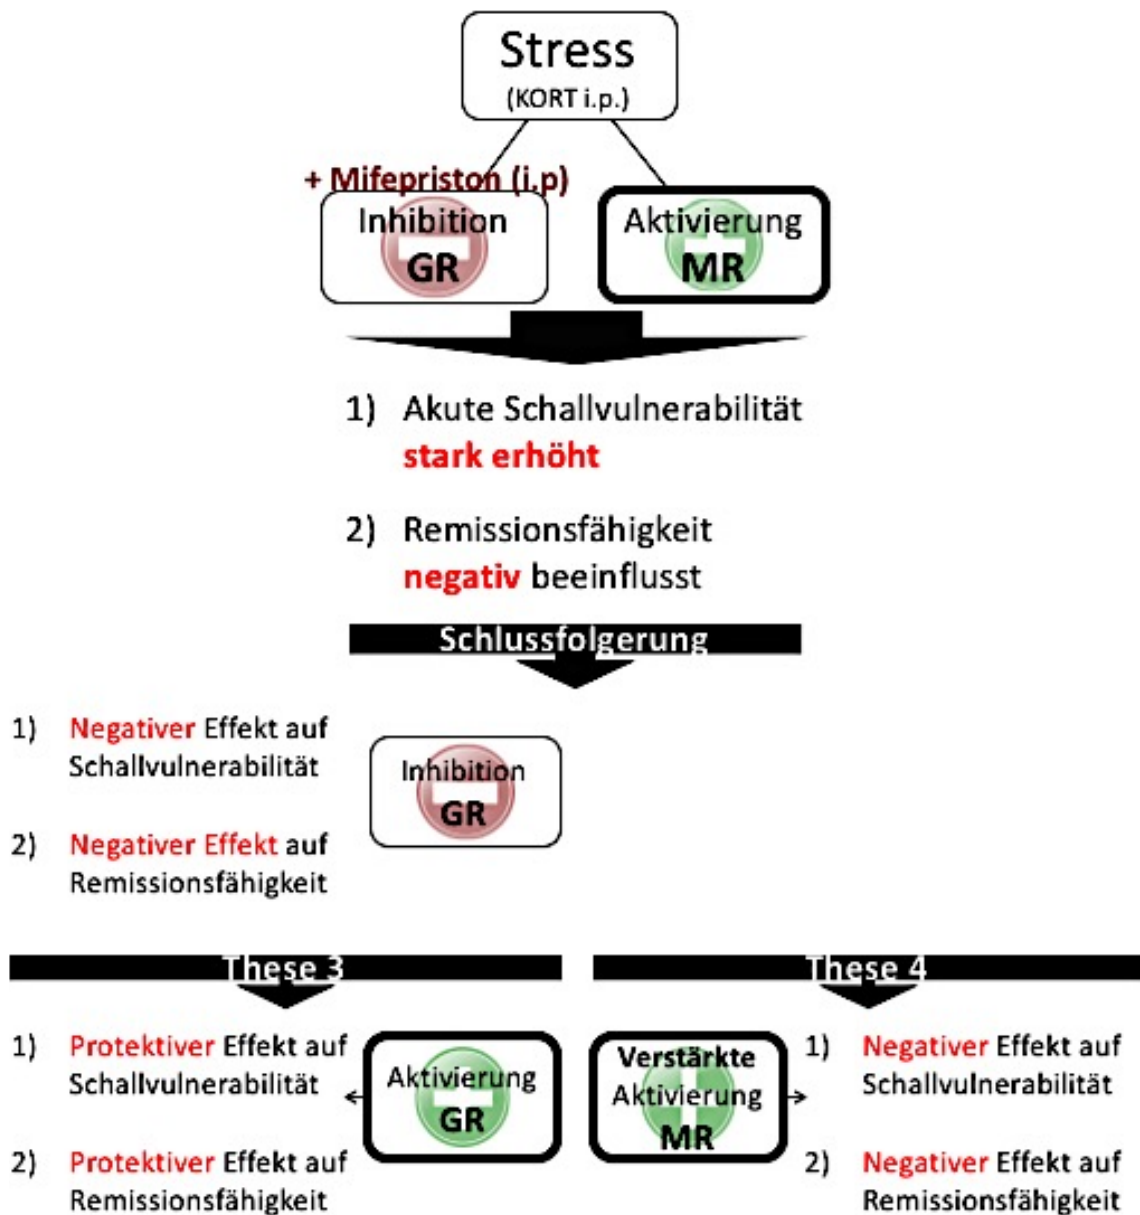 Stress
(KORT i.p.)
+ Mifepriston (i,p)
Inhibition
GR
Aktivierung
MR
1) Akute Schallvulnerabilität
stark erhöht
2) Remissionsfähigkeit
negativ beeinflusst
Schlussfolgerung
1) Negativer Effekt auf
Schallvulnerabilität
2) Negativer Effekt auf
Remissionsfähigkeit
Inhibition
GR
These 3
1) Protektiver Effekt auf
Schallvulnerabilität
2) Protektiver Effekt auf
Remissionsfähigkeit
Aktivierung
GR
These 4
Verstärkte
Aktivierung
MR
1) Negativer Effekt auf
Schallvulnerabilität
2) Negativer Effekt auf
Remissionsfähigkeit